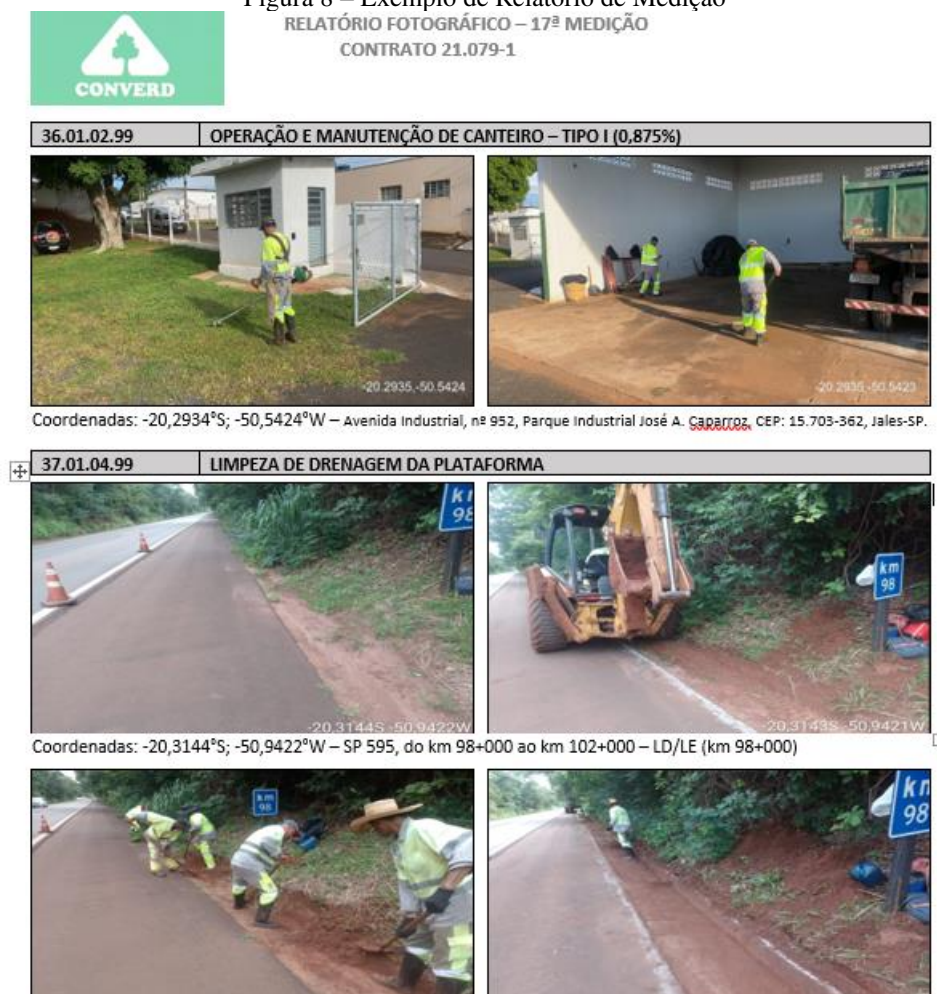 Figura 8 – Exemplo de Relatório de Medição
RELATÓRIO FOTOGRÁFICO – 17ª MEDIÇÃO
CONTRATO 21.079-1
CONVERD
36.01.02.99 OPERAÇÃO E MANUTENÇÃO DE CANTEIRO – TIPO I (0,875%)
-20.2935,-50.5424
-20.2935,-50.5423
Coordenadas: -20,2934°S; -50,5424°W – Avenida Industrial, nº 952, Parque Industrial José A. Caparroz, CEP: 15.703-362, Jales-SP.
37.01.04.99 LIMPEZA DE DRENAGEM DA PLATAFORMA
km
98
km
98
-20,3144S -50,9422W
-20,3143S -50,9421W
Coordenadas: -20,3144°S; -50,9422°W – SP 595, do km 98+000 ao km 102+000 – LD/LE (km 98+000)
km
98
km
98